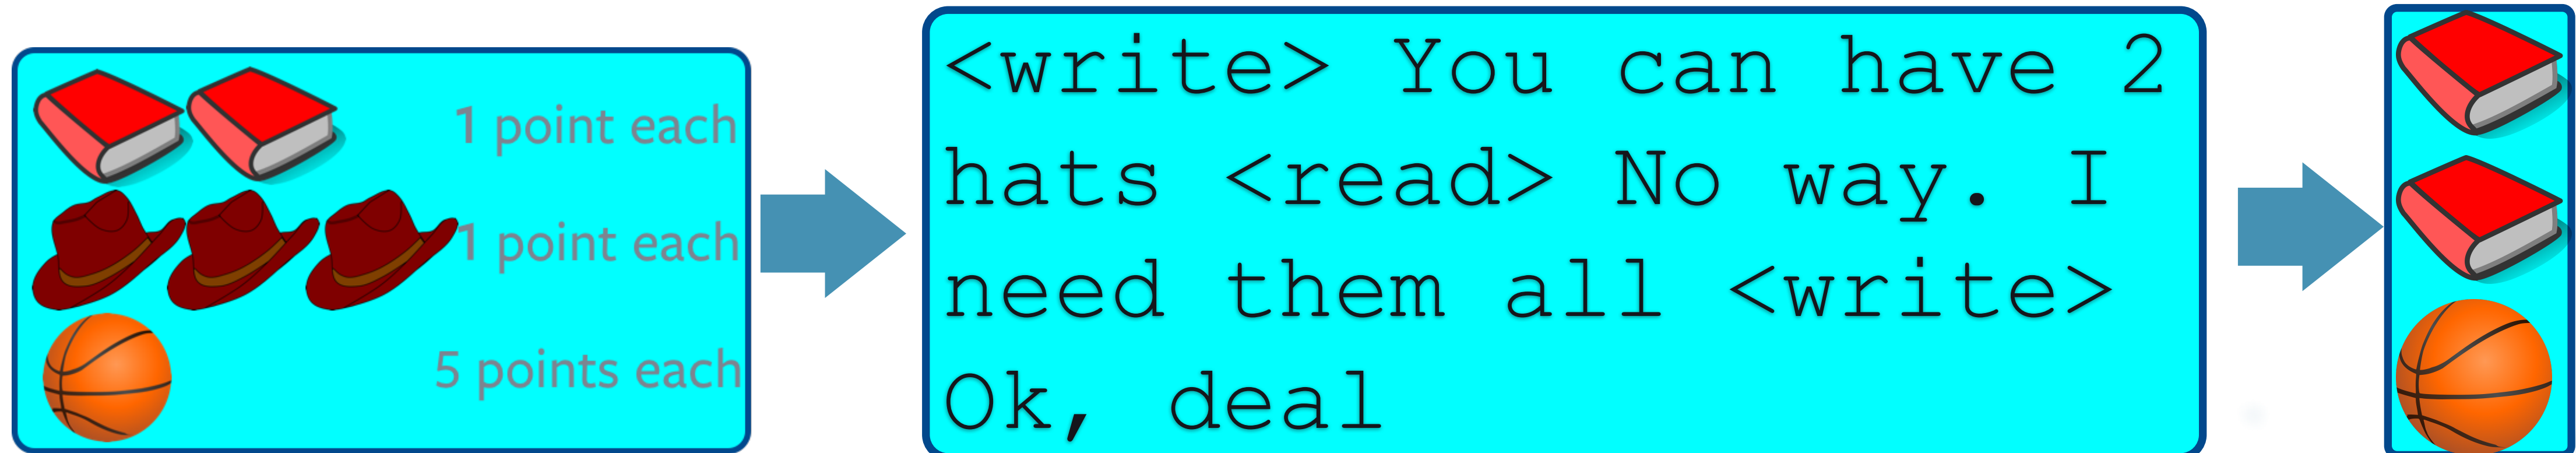 1 point each
1 point each
5 points each
<write> You can have 2
hats <read> No way. I
need them all <write>
Ok, deal